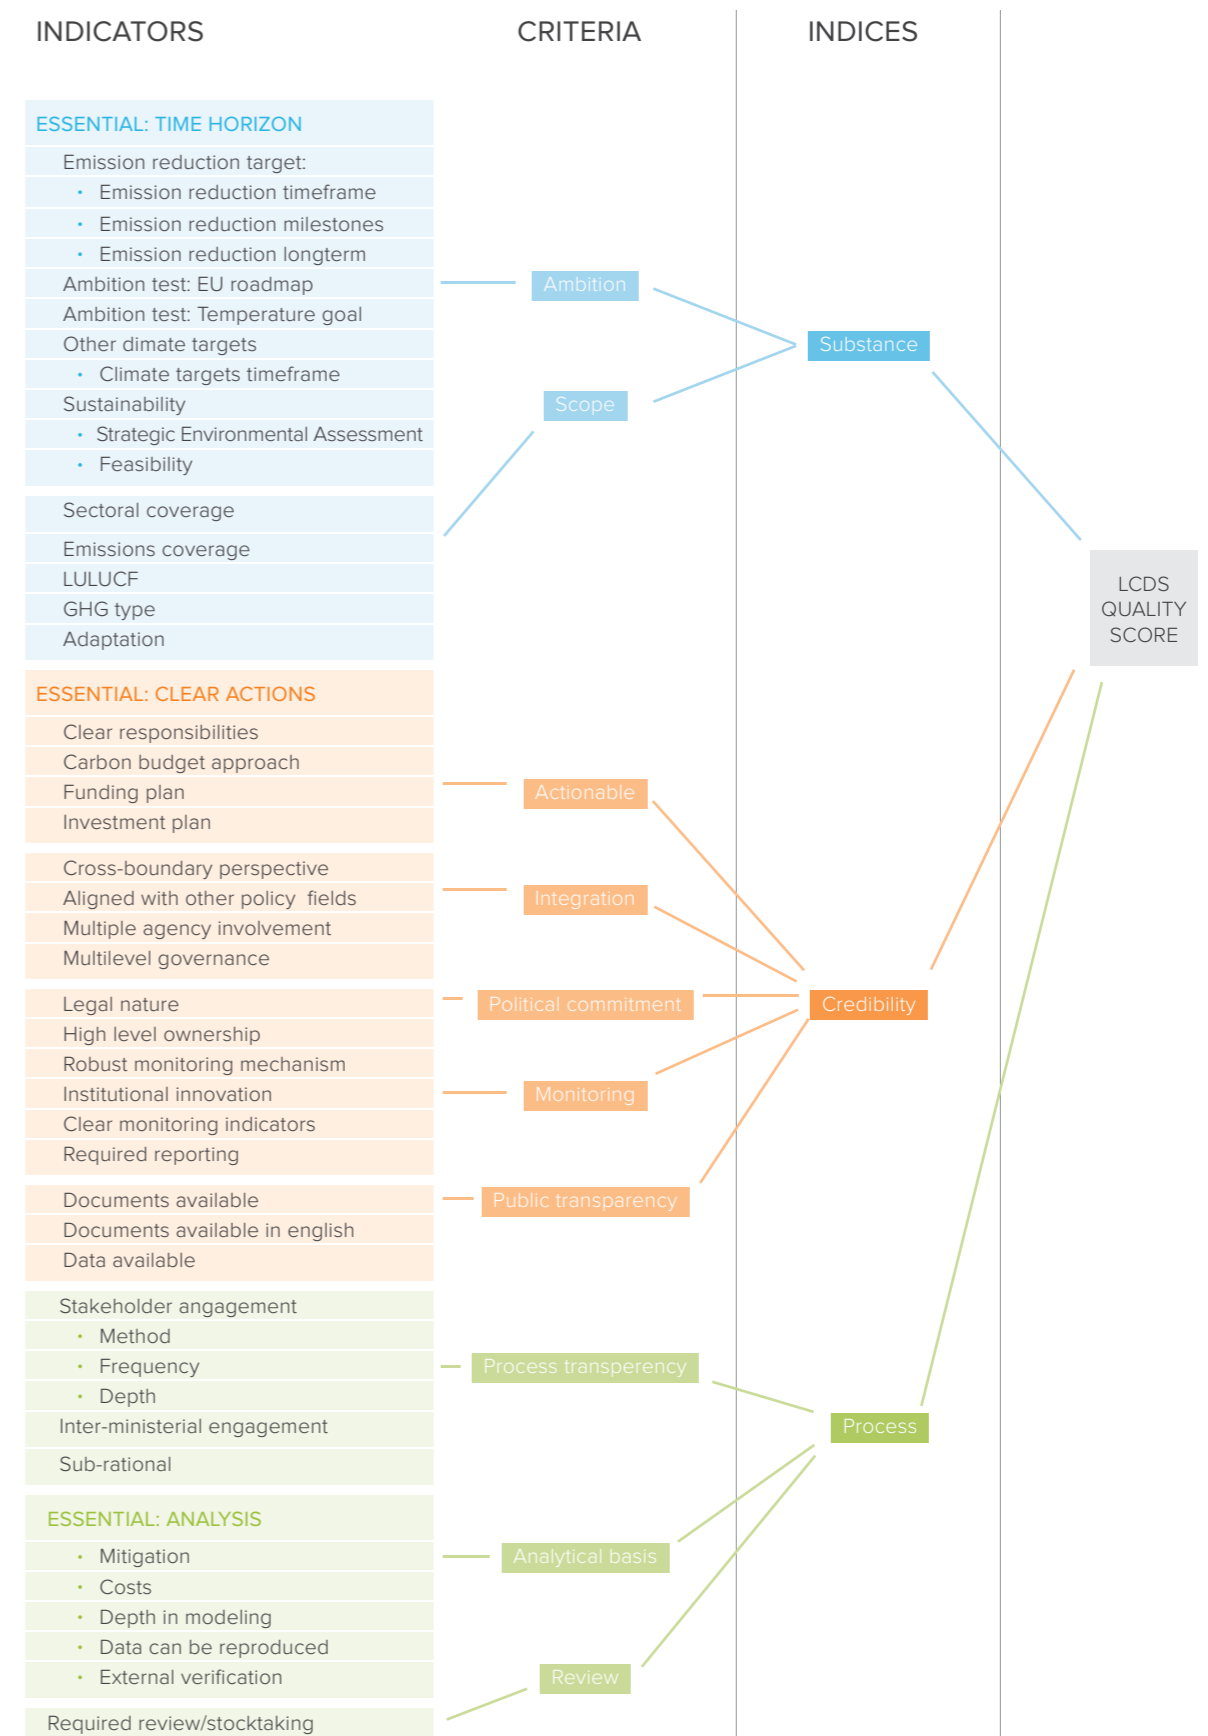 INDICATORS
CRITERIA
INDICES
ESSENTIAL: TIME HORIZON
Emission reduction target:
• Emission reduction timeframe
• Emission reduction milestones
• Emission reduction longterm
Ambition test: EU roadmap
Ambition test: Temperature goal
Other dimate targets
• Climate targets timeframe
Sustainability
• Strategic Environmental Assessment
• Feasibility
Sectoral coverage
Emissions coverage
LULUCF
GHG type
Adaptation
ESSENTIAL: CLEAR ACTIONS
Clear responsibilities
Carbon budget approach
Funding plan
Investment plan
Cross-boundary perspective
Aligned with other policy fields
Multiple agency involvement
Multilevel governance
Legal nature
High level ownership
Robust monitoring mechanism
Institutional innovation
Clear monitoring indicators
Required reporting
Documents available
Documents available in english
Data available
Stakeholder angagement
• Method
• Frequency
• Depth
Inter-ministerial engagement
Sub-rational
ESSENTIAL: ANALYSIS
• Mitigation
• Costs
• Depth in modeling
• Data can be reproduced
• External verification
Required review/stocktaking
Ambition
Scope
Actionable
Integration
Political commitment
Monitoring
Public transparency
Process transperency
Analytical basis
Review
Substance
Credibility
Process
LCDS
QUALITY
SCORE